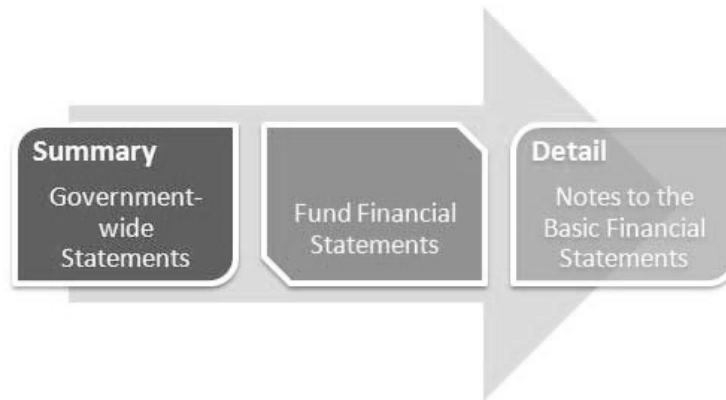 Summary
Government-
wide
Statements
Fund Financial
Statements
Detail
Notes to the
Basic Financial
Statements